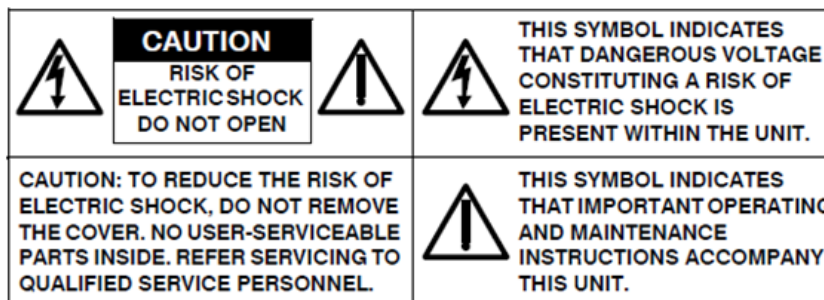 CAUTION
RISK OF
ELECTRIC SHOCK
DO NOT OPEN
THIS SYMBOL INDICATES
THAT DANGEROUS VOLTAGE
CONSTITUTING A RISK OF
ELECTRIC SHOCK IS
PRESENT WITHIN THE UNIT.
CAUTION: TO REDUCE THE RISK OF
ELECTRIC SHOCK, DO NOT REMOVE
THE COVER. NO USER-SERVICEABLE
PARTS INSIDE. REFER SERVICING TO
QUALIFIED SERVICE PERSONNEL.
THIS SYMBOL INDICATES
THAT IMPORTANT OPERATING
AND MAINTENANCE
INSTRUCTIONS ACCOMPANY
THIS UNIT.